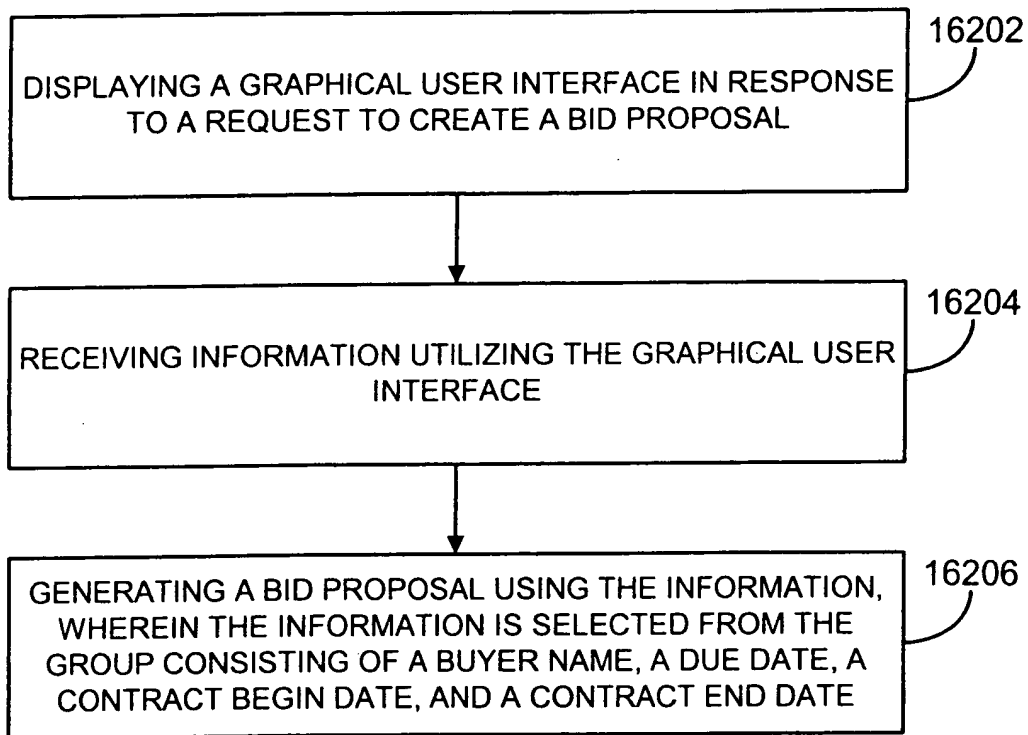 16202
DISPLAYING A GRAPHICAL USER INTERFACE IN RESPONSE
TO A REQUEST TO CREATE A BID PROPOSAL
16204
RECEIVING INFORMATION UTILIZING THE GRAPHICAL USER
INTERFACE
16206
GENERATING A BID PROPOSAL USING THE INFORMATION,
WHEREIN THE INFORMATION IS SELECTED FROM THE
GROUP CONSISTING OF A BUYER NAME, A DUE DATE, A
CONTRACT BEGIN DATE, AND A CONTRACT END DATE